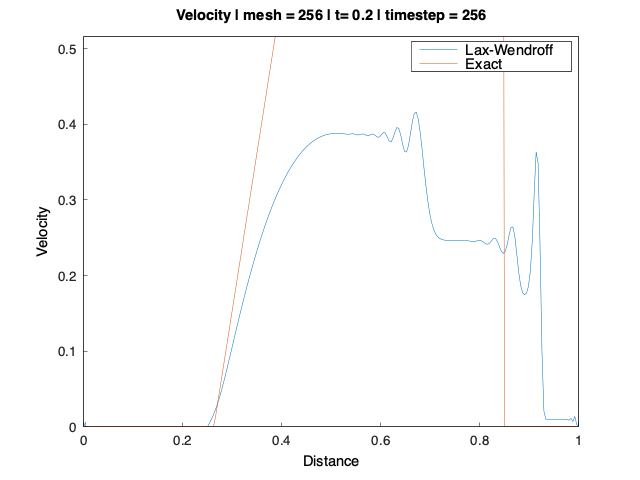 Velocity | mesh = 256 | t= 0.2 | timestep = 256
Lax-Wendroff
Exact
0.5
0.4
0.3
0.2
0.1
0
Velocity
0
0.2
0.4
0.6
0.8
1
Distance